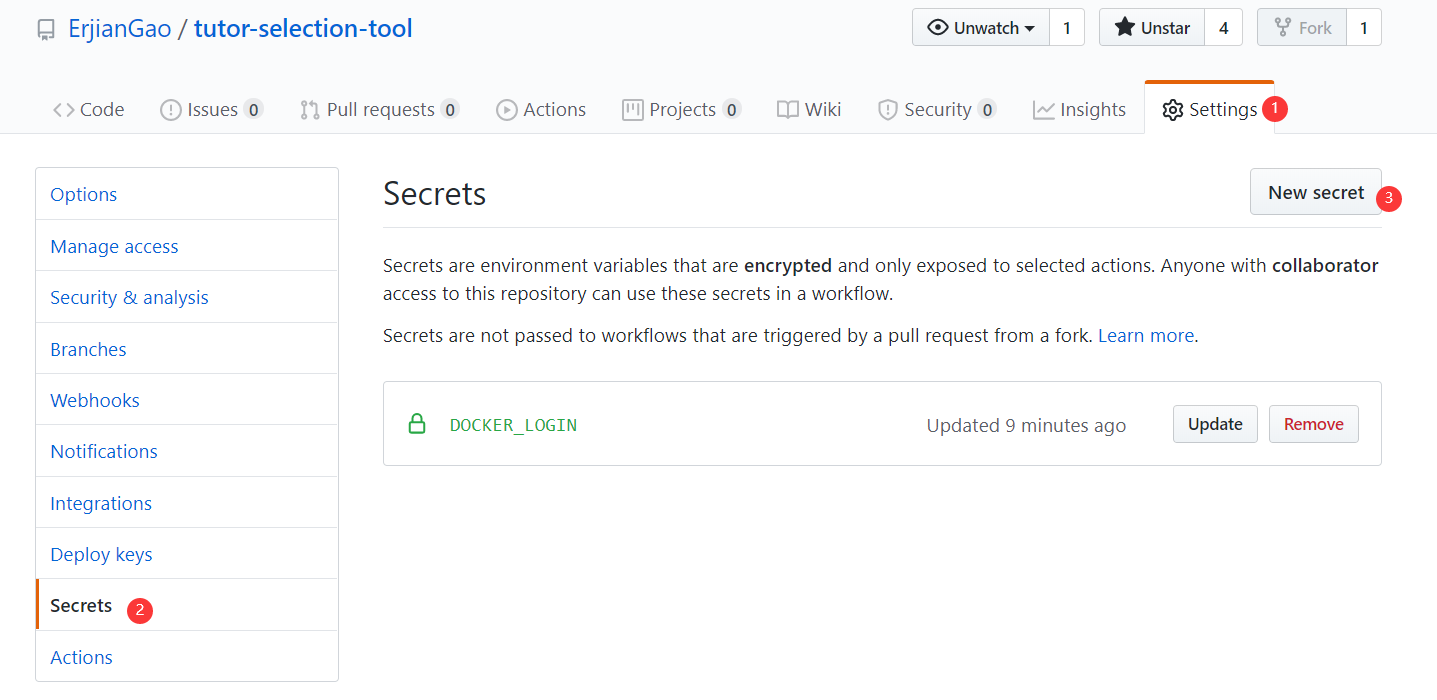 ErjianGao / tutor-selection-tool
Unwatch 1 Unstar 4 Fork 1
Code Issues 0 Pull requests 0 Actions Projects 0 Wiki Security 0 Insights Settings 1
Options
Manage access
Security & analysis
Branches
Webhooks
Notifications
Integrations
Deploy keys
Secrets 2
Actions
Secrets
New secret 3
Secrets are environment variables that are encrypted and only exposed to selected actions. Anyone with collaborator
access to this repository can use these secrets in a workflow.
Secrets are not passed to workflows that are triggered by a pull request from a fork. Learn more.
DOCKER_LOGIN Updated 9 minutes ago Update Remove